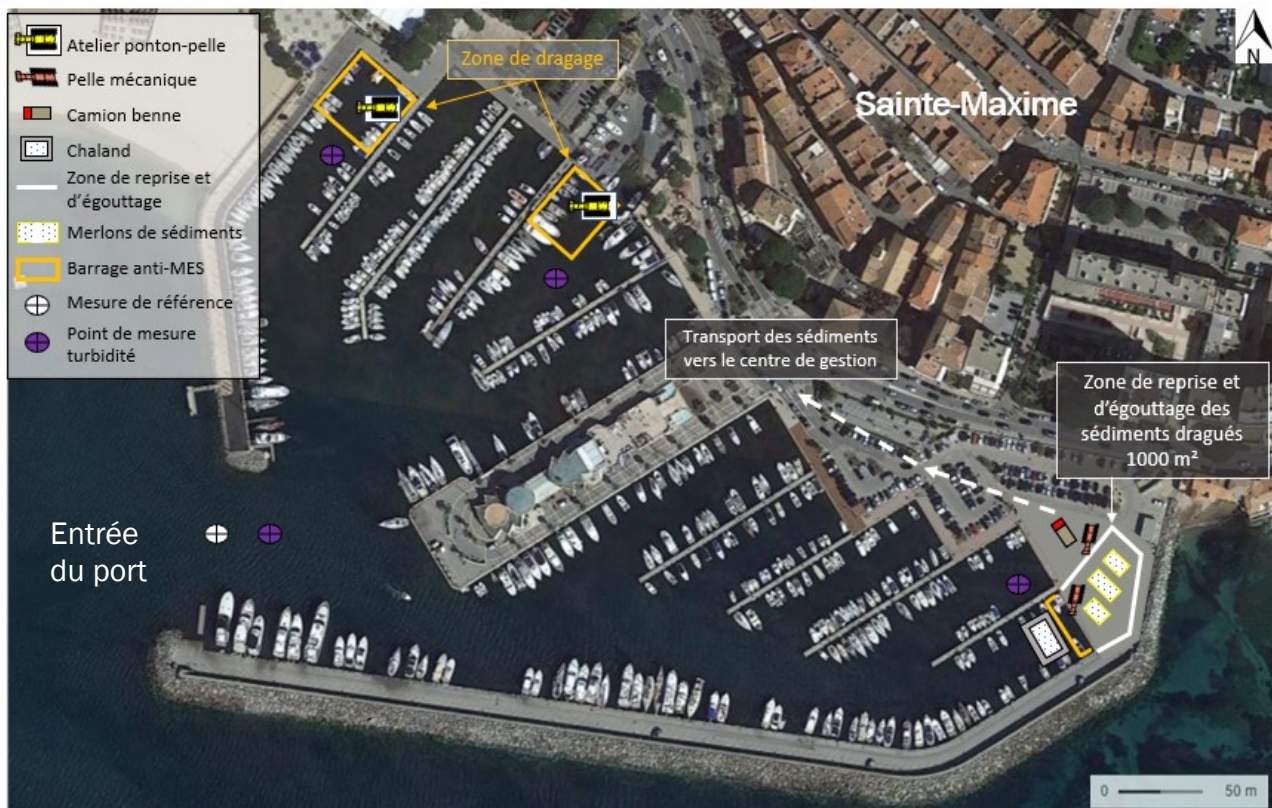 Atelier ponton-pelle
Pelle mécanique
Camion benne
Chaland
Zone de reprise et
d'égouttage
Merlons de sédiments
Barrage anti-MES
Mesure de référence
Point de mesure
turbidité
Zone de dragage
Sainte-Maxime
N
Transport des sédiments
vers le centre de gestion
Zone de reprise et
d'égouttage des
sédiments dragués
1000 m²
Entrée
du port
0 50 m